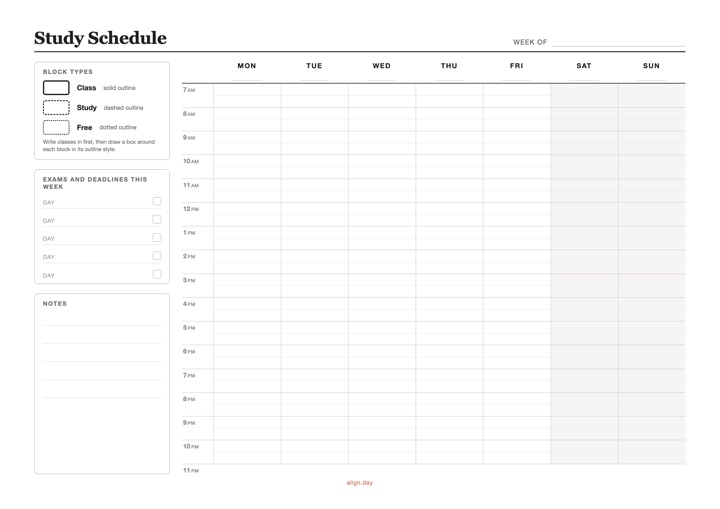 Study Schedule
WEEK OF
BLOCK TYPES
Class solid outline
Study dashed outline
Free dotted outline
Write classes in first, then draw a box around
each block in its outline style.
EXAMS AND DEADLINES THIS
WEEK
DAY
DAY
DAY
DAY
DAY
NOTES
MON TUE WED THU FRI SAT SUN
7 AM
8 AM
9 AM
10 AM
11 AM
12 PM
1 PM
2 PM
3 PM
4 PM
5 PM
6 PM
7 PM
8 PM
9 PM
10 PM
11 PM
align.day